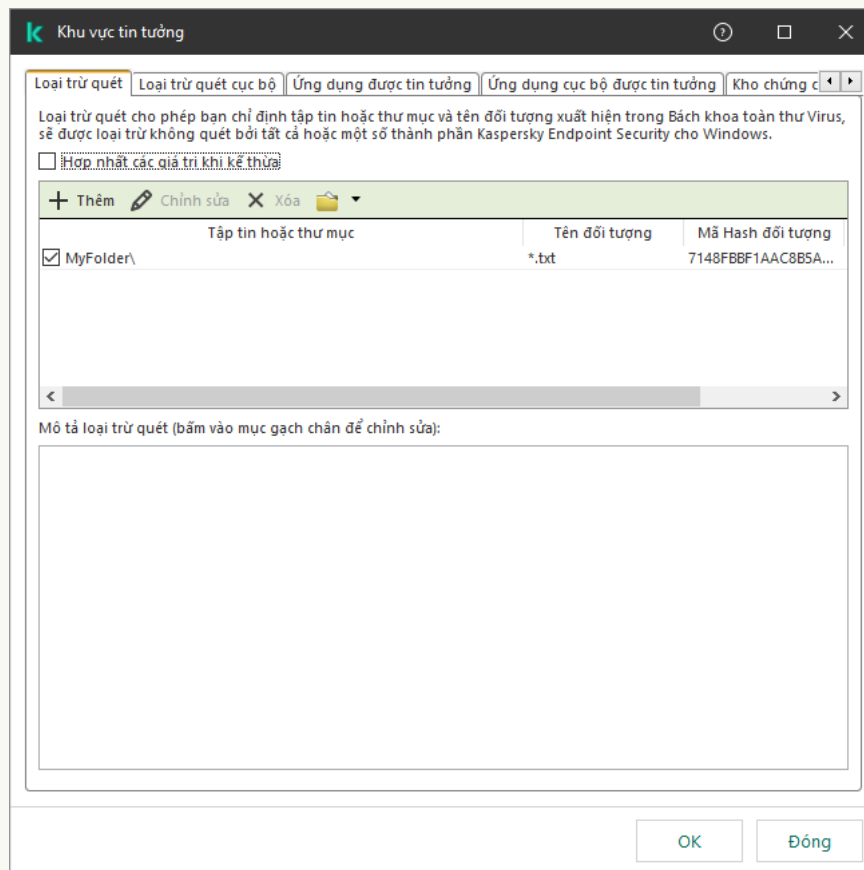 Khu vực tin tưởng
Loại trừ quét Loại trừ quét cục bộ Ứng dụng được tin tưởng Ứng dụng cục bộ được tin tưởng Kho chứng c
Loại trừ quét cho phép bạn chỉ định tập tin hoặc thư mục và tên đối tượng xuất hiện trong Bách khoa toàn thư Virus,
sẽ được loại trừ không quét bởi tất cả hoặc một số thành phần Kaspersky Endpoint Security cho Windows.
Hợp nhất các giá trị khi kế thừa
Thêm Chỉnh sửa Xóa
Tập tin hoặc thư mục Tên đối tượng Mã Hash đối tượng
MyFolder\ *.txt 7148FBBF1AAC8B5A...
Mô tả loại trừ quét (bấm vào mục gạch chân để chỉnh sửa):
OK Đóng